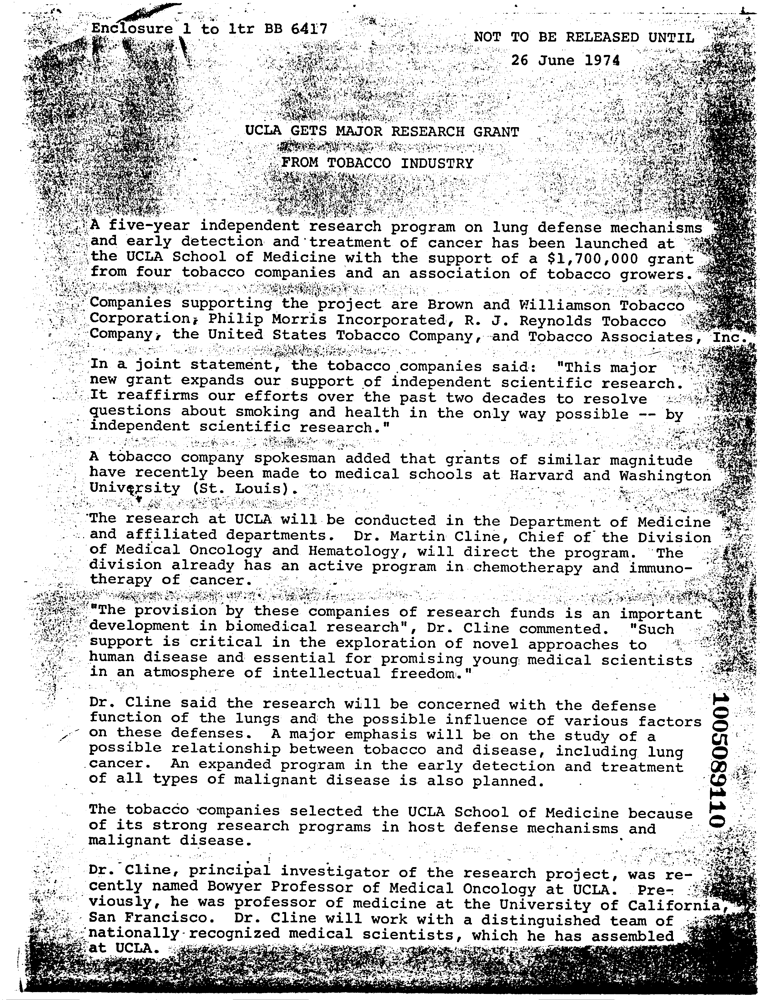 Enclosure 1 to ltr BB 6417
NOT TO BE RELEASED UNTIL
26 June 1974
UCLA GETS MAJOR RESEARCH GRANT
FROM TOBACCO INDUSTRY
A five-year independent research program on lung defense mechanisms
and early detection and treatment of cancer has been launched at
the UCLA School of Medicine with the support of a $1,700,000 grant
from four tobacco companies and an association of tobacco growers.
Companies supporting the project are Brown and Williamson Tobacco
Corporation; Philip Morris Incorporated, R. J. Reynolds Tobacco
Company, the United States Tobacco Company, and Tobacco Associates, Inc.
In a joint statement, the tobacco companies said: "This major
new grant expands our support of independent scientific research.
It reaffirms our efforts over the past two decades to resolve
questions about smoking and health in the only way possible -- by
independent scientific research."
A tobacco company spokesman added that grants of similar magnitude
have recently been made to medical schools at Harvard and Washington
University (St. Louis).
The research at UCLA will be conducted in the Department of Medicine
and affiliated departments. Dr. Martin Cline, Chief of the Division
of Medical Oncology and Hematology, will direct the program. The
division already has an active program in chemotherapy and immuno-
therapy of cancer.
"The provision by these companies of research funds is an important
development in biomedical research", Dr. Cline commented. "Such
support is critical in the exploration of novel approaches to
human disease and essential for promising young medical scientists
in an atmosphere of intellectual freedom."
Dr. Cline said the research will be concerned with the defense
function of the lungs and the possible influence of various factors
on these defenses. A major emphasis will be on the study of a
possible relationship between tobacco and disease, including lung
cancer. An expanded program in the early detection and treatment
of all types of malignant disease is also planned.
The tobacco companies selected the UCLA School of Medicine because
of its strong research programs in host defense mechanisms and
malignant disease.
Dr. Cline, principal investigator of the research project, was re-
cently named Bowyer Professor of Medical Oncology at UCLA. Pre-
viously, he was professor of medicine at the University of California,
San Francisco. Dr. Cline will work with a distinguished team of
nationally recognized medical scientists, which he has assembled
at UCLA.
1005089110